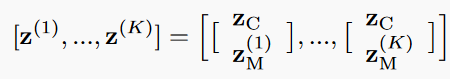 [𝐳⁽¹⁾, ..., 𝐳⁽ᴷ⁾] = [[ 𝐳_C 𝐳_M⁽¹⁾ ], ..., [ 𝐳_C 𝐳_M⁽ᴷ⁾ ]]